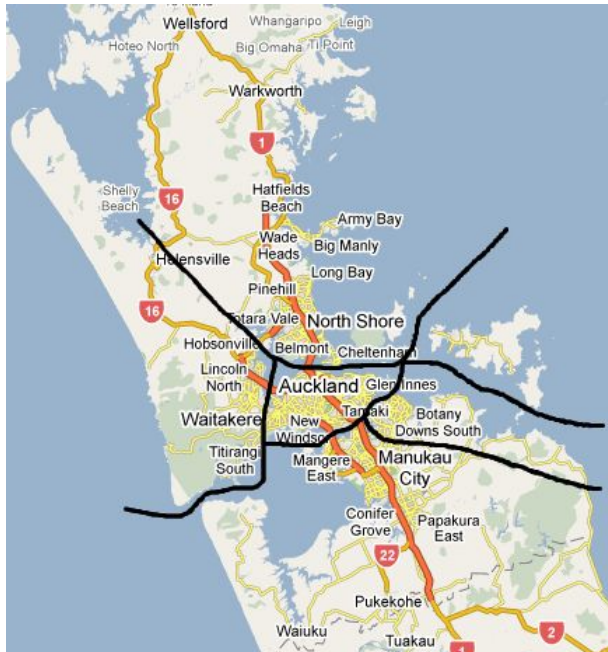 Whangaripo
Leigh
Wellsford
Hoteo North
1
Big Omaha
Ti Point
Warkworth
1
Shelly
Beach
16
Hatfields
Beach
Army Bay
Wade
Heads
Big Manly
Helensville
Long Bay
Pinehill
16
Totara Vale
North Shore
Hobsonville
Belmont
Cheltenham
Lincoln
North
Auckland
Glen Innes
Waitakere
Tamaki
Botany
Downs South
New
Windsor
Titirangi
South
Mangere
East
Manukau
City
Conifer
Grove
Papakura
East
22
Pukekohe
Waiuku
2
Tuakau
1